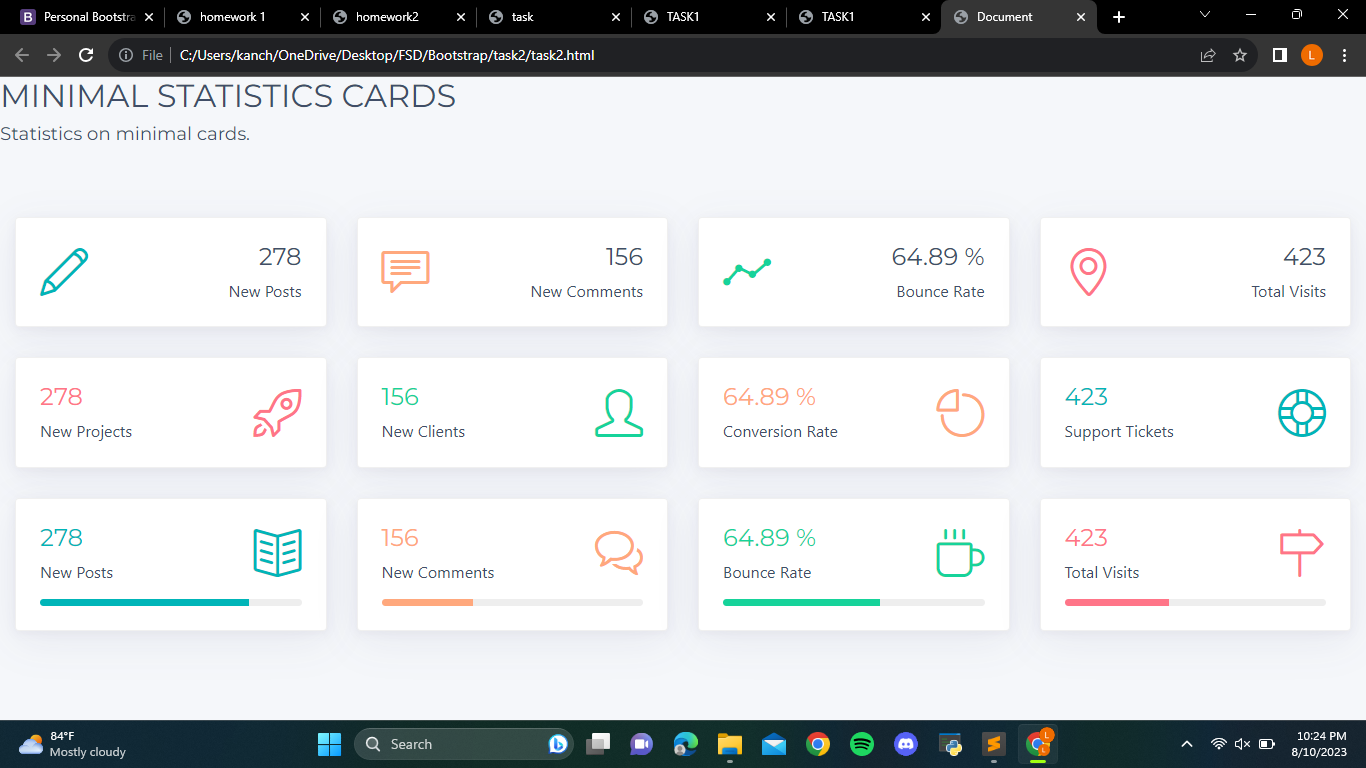 Personal Bootstra
homework 1
homework2
task
TASK1
TASK1
Document
File
C:/Users/kanch/OneDrive/Desktop/FSD/Bootstrap/task2/task2.html
L
MINIMAL STATISTICS CARDS
Statistics on minimal cards.
278
New Posts
156
New Comments
64.89 %
Bounce Rate
423
Total Visits
278
New Projects
156
New Clients
64.89 %
Conversion Rate
423
Support Tickets
278
New Posts
156
New Comments
64.89 %
Bounce Rate
423
Total Visits
84°F
Mostly cloudy
Search
10:24 PM
8/10/2023